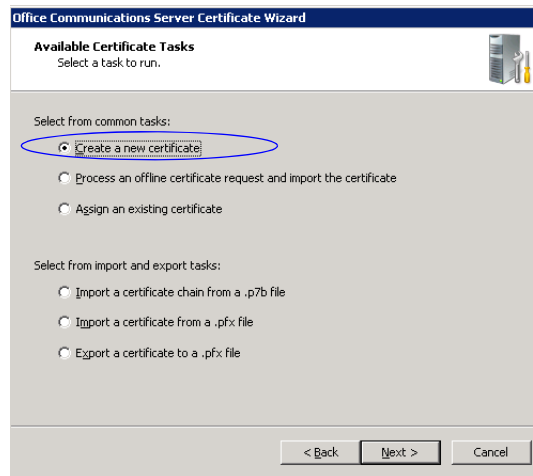 Office Communications Server Certificate Wizard
Available Certificate Tasks
Select a task to run.
Select from common tasks:
Create a new certificate
Process an offline certificate request and import the certificate
Assign an existing certificate
Select from import and export tasks:
Import a certificate chain from a .p7b file
Import a certificate from a .pfx file
Export a certificate to a .pfx file
< Back Next > Cancel